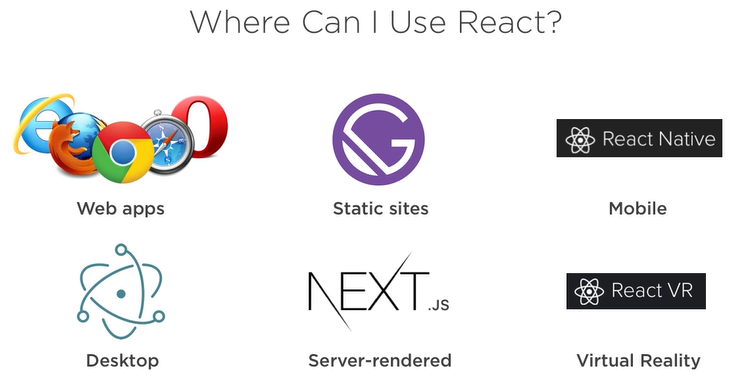 Where Can I Use React?
React Native
Web apps
Static sites
Mobile
NEXT.JS
React VR
Desktop
Server-rendered
Virtual Reality